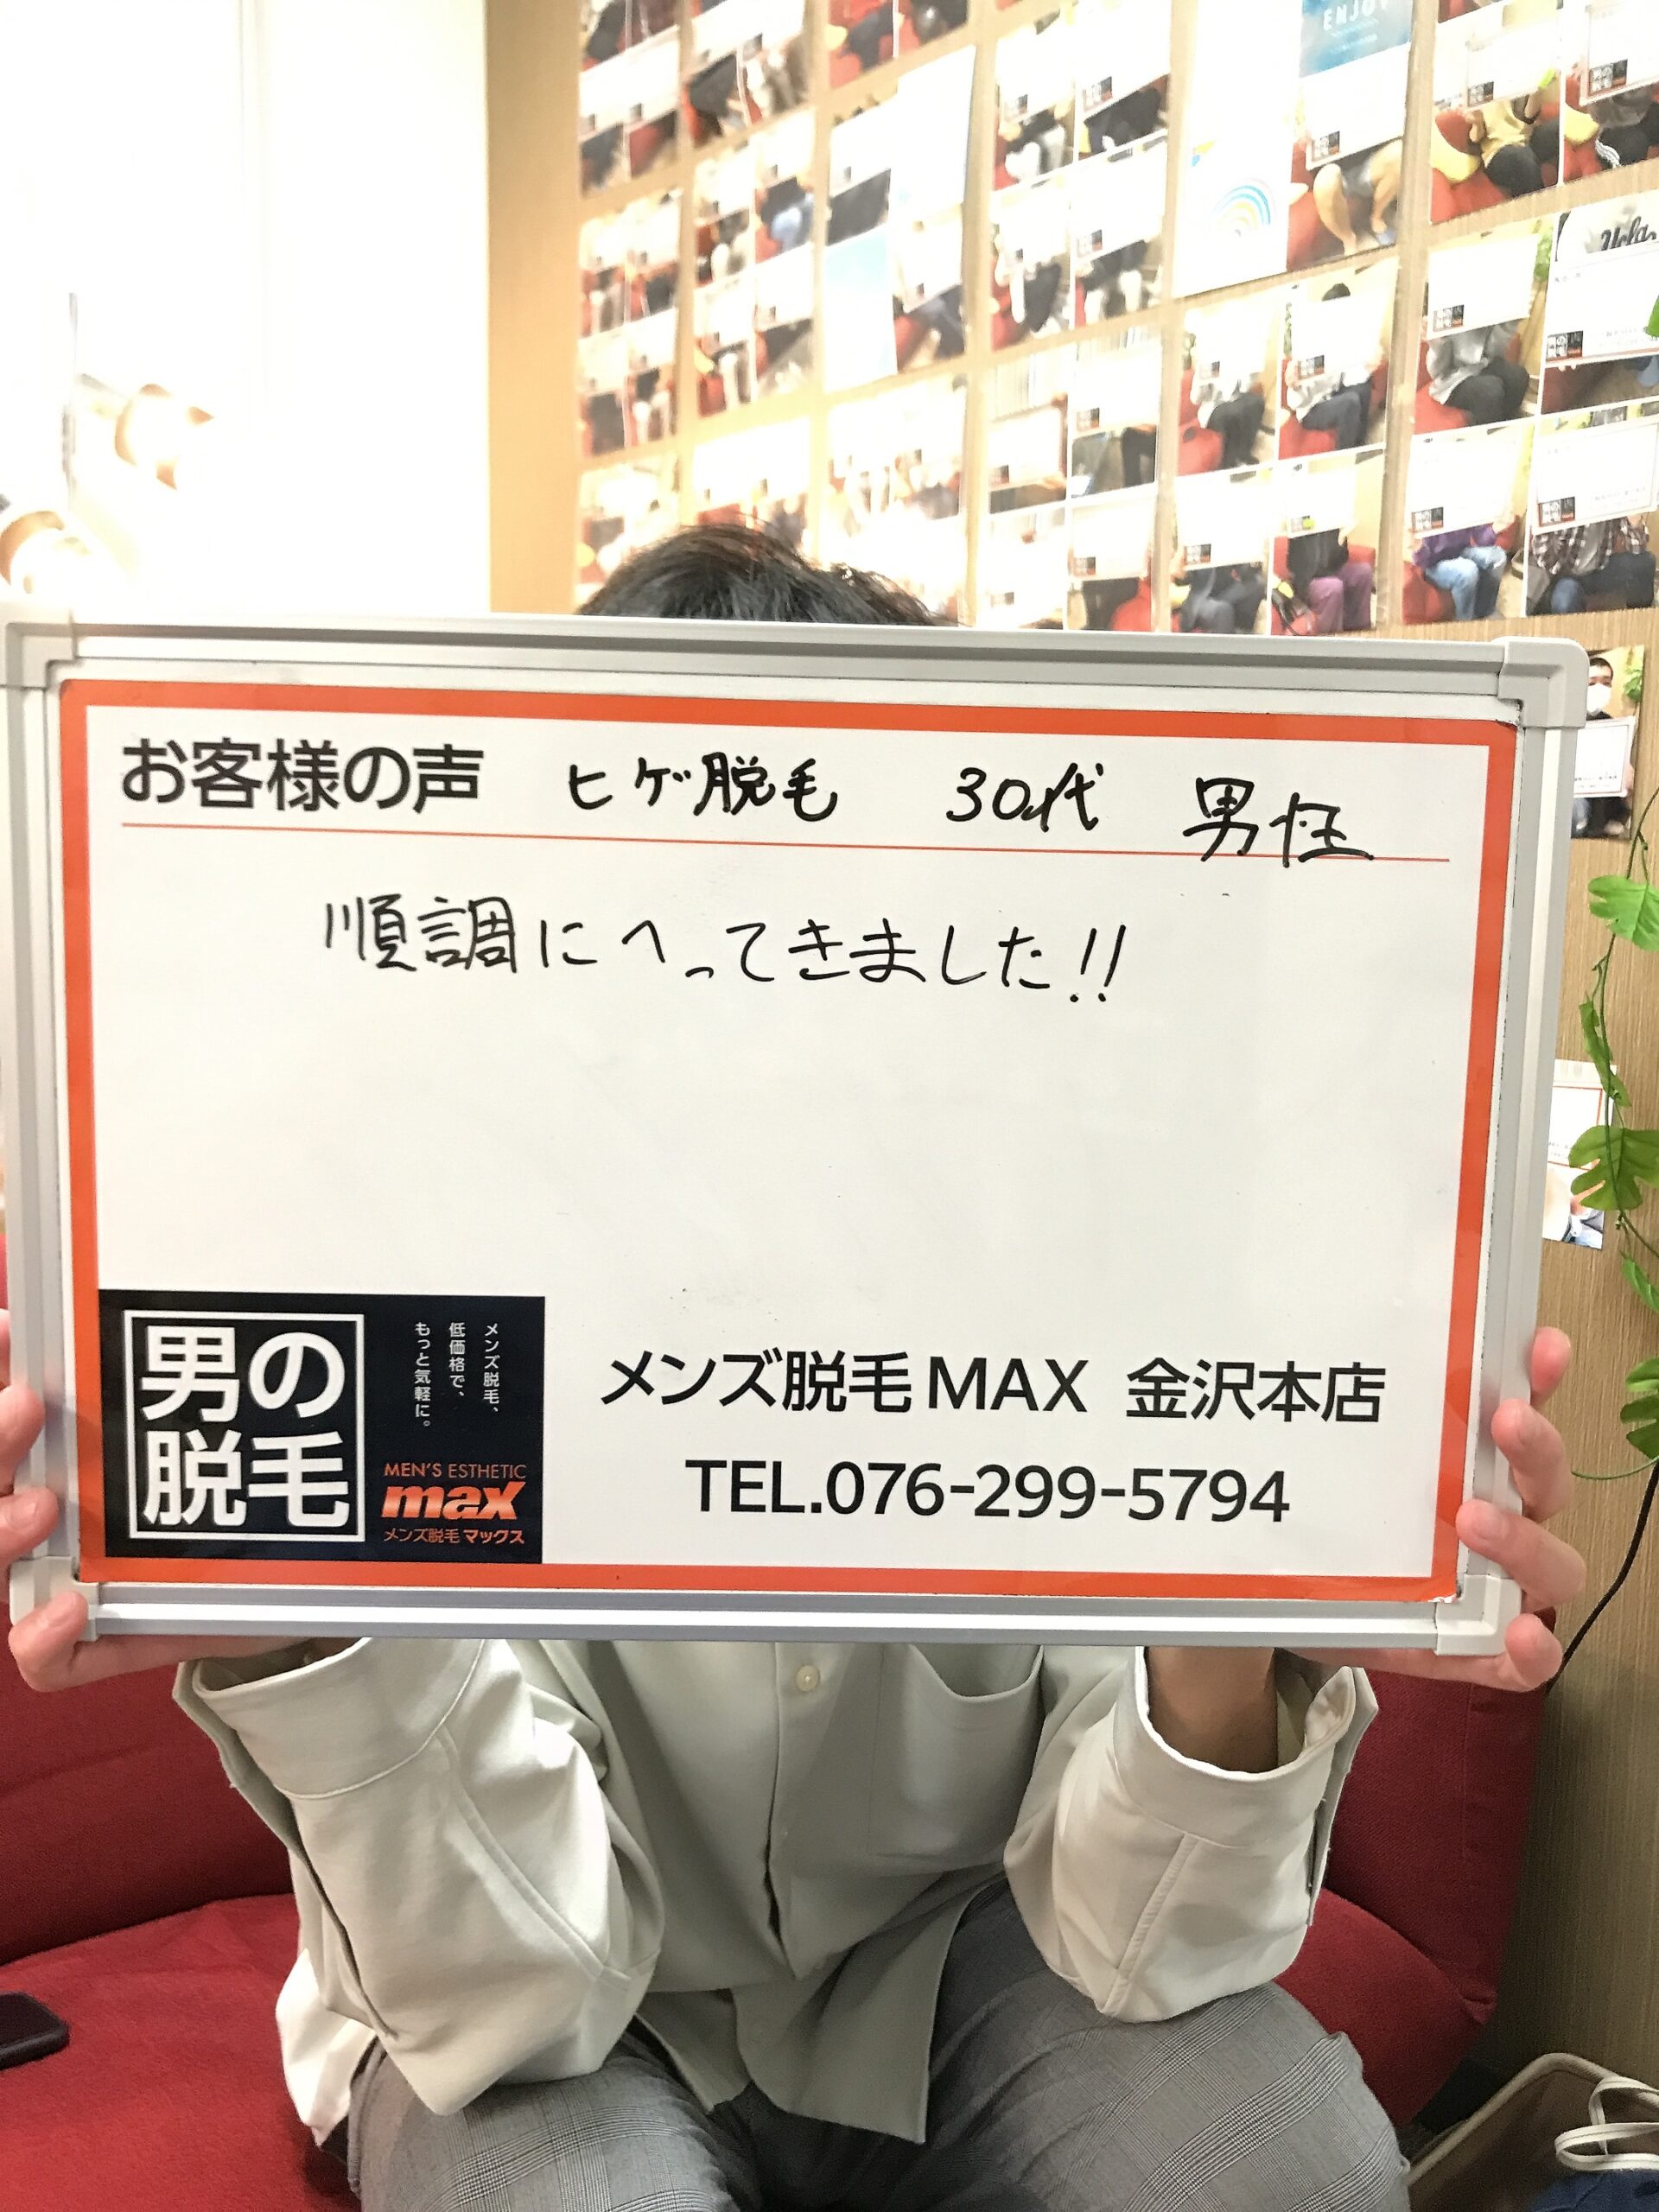 ENJOY
Ucla
お客様の声 ヒゲ脱毛 30代 男性
順調にへってきました!!
男の
脱毛
メンズ脱毛、
低価格で、
もっと気軽に。
MEN'S ESTHETIC
max
メンズ脱毛マックス
メンズ脱毛MAX 金沢本店
TEL.076-299-5794